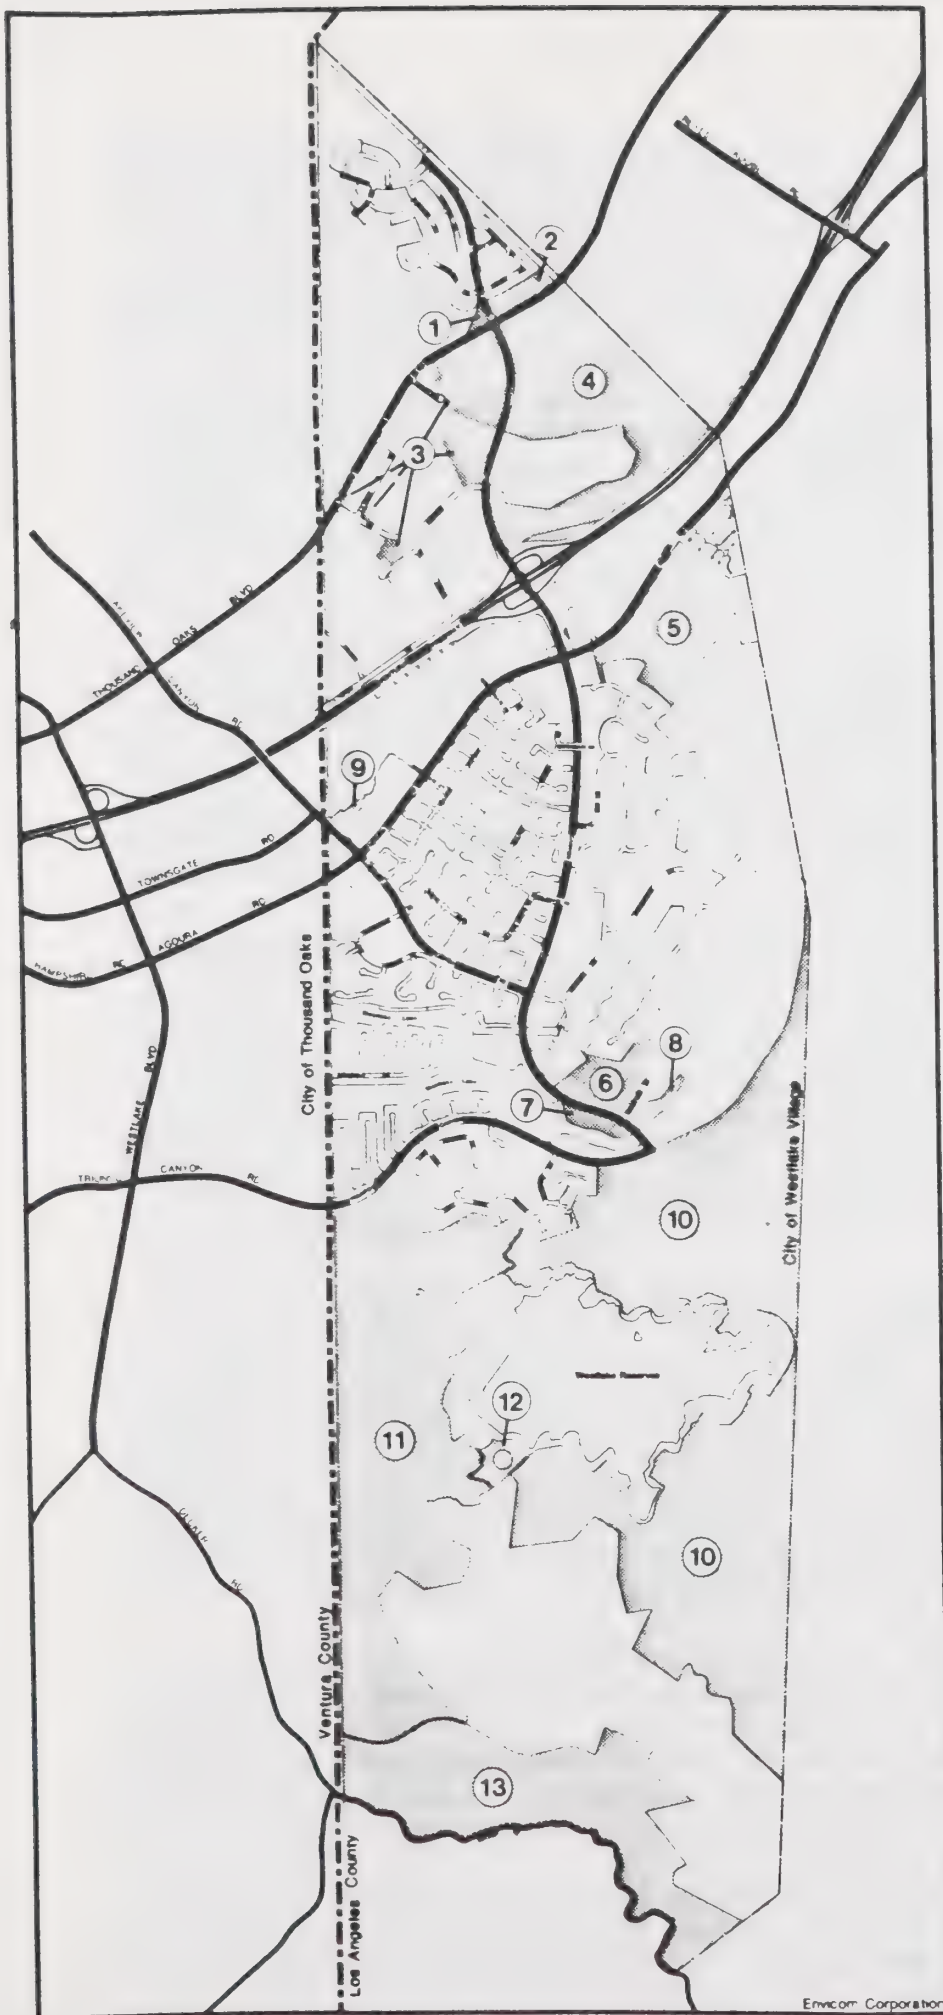 2
1
4
3
5
THOUSAND OAKS BLVD
CANYON RD
9
TOWNSGATE RD
AGOURA RD
HAMPSHIRE RD
City of Thousand Oaks
8
6
7
WESTLAKE BLVD
CANYON RD
City of Westlake Village
10
Westlake Reservoir
12
11
10
Ventura County
13
Los Angeles County
Envicom Corporation